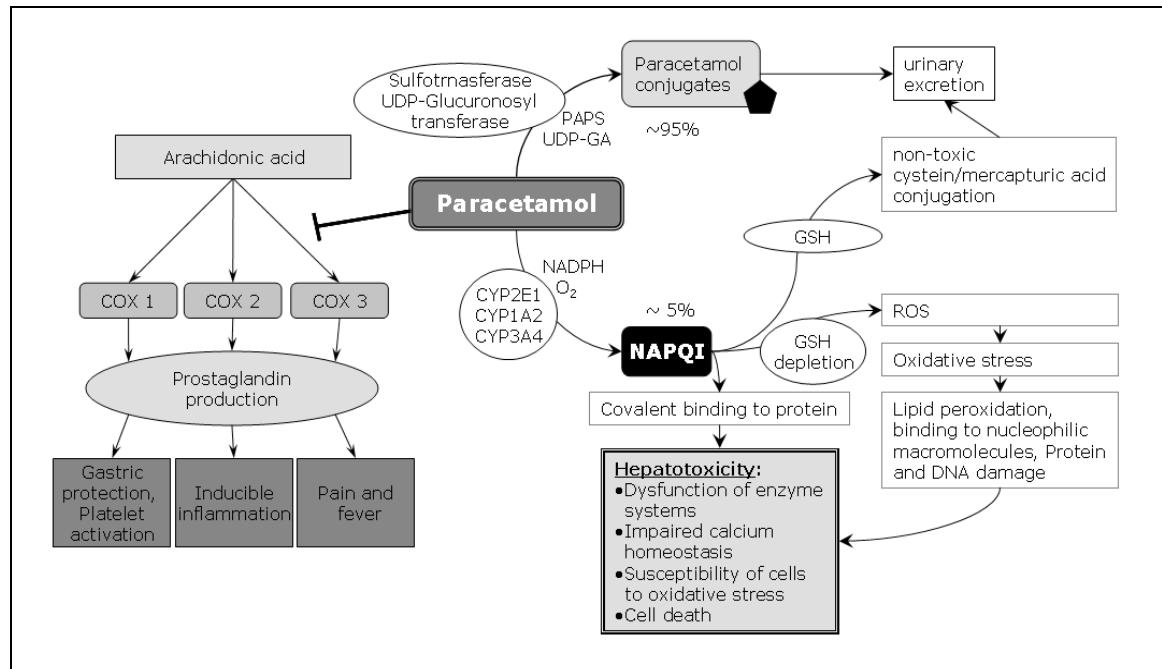 Sulfotrnasferase
UDP-Glucuronosyl
transferase
PAPS
UDP-GA
Paracetamol
conjugates
~95%
urinary
excretion
Arachidonic acid
Paracetamol
non-toxic
cystein/mercapturic acid
conjugation
GSH
NADPH
O₂
CYP2E1
CYP1A2
CYP3A4
~ 5%
NAPQI
GSH
depletion
ROS
Oxidative stress
Lipid peroxidation,
binding to nucleophilic
macromolecules, Protein
and DNA damage
COX 1
COX 2
COX 3
Prostaglandin
production
Gastric
protection,
Platelet
activation
Inducible
inflammation
Pain and
fever
Covalent binding to protein
Hepatotoxicity:
●Dysfunction of enzyme
systems
●Impaired calcium
homeostasis
●Susceptibility of cells
to oxidative stress
●Cell death